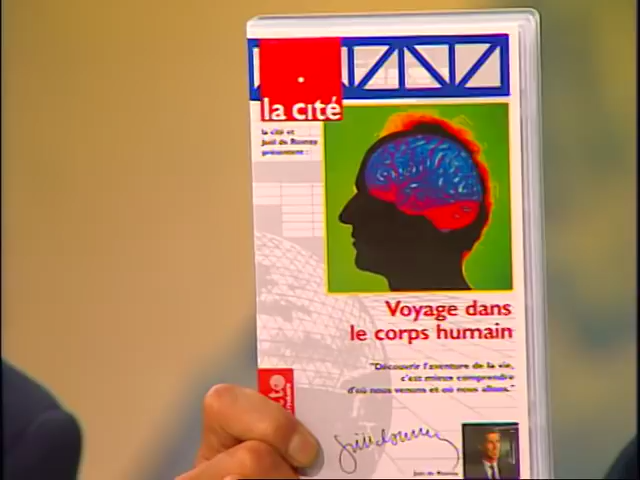 la cité
la cité et
Joël de Rosnay
présentent :
Voyage dans
le corps humain
"Découvrir l'aventure de la vie,
c'est mieux comprendre
d'où nous venons et où nous allons."
Joël de Rosnay